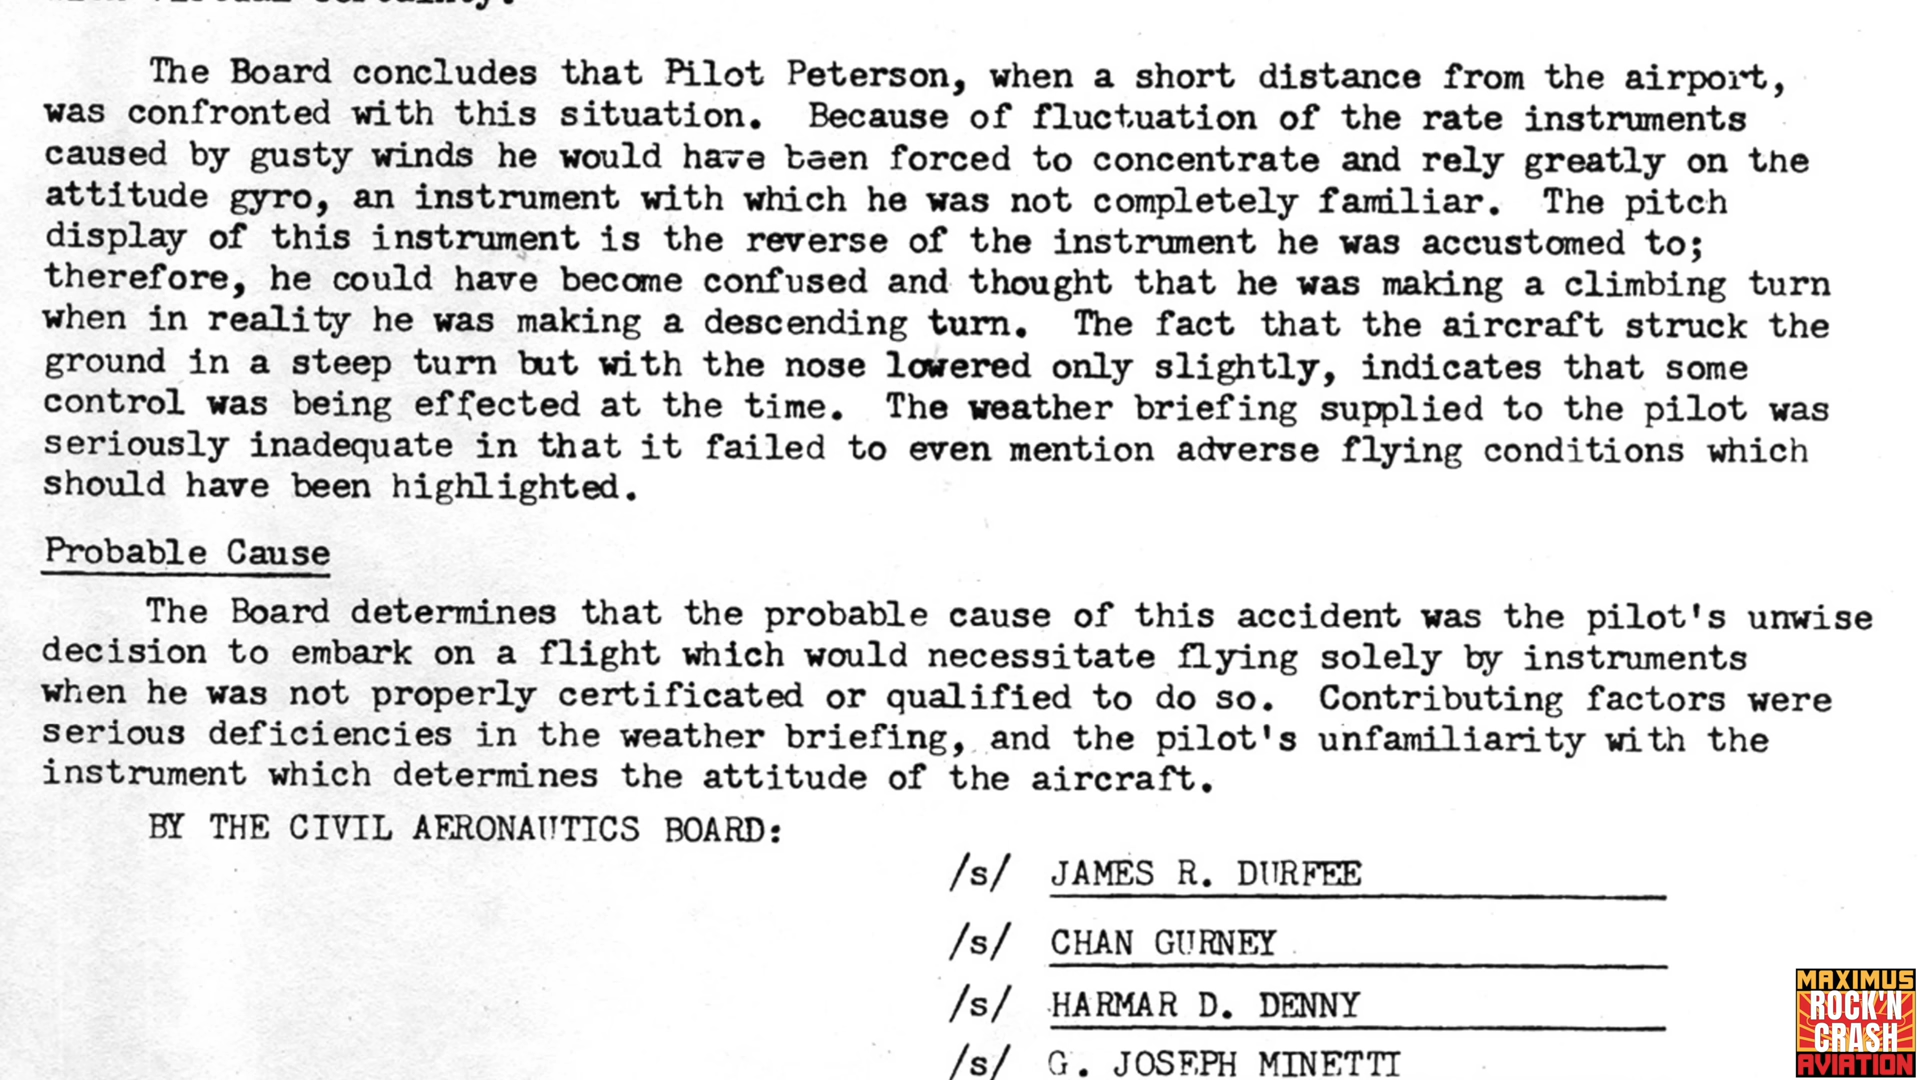 The Board concludes that Pilot Peterson, when a short distance from the airport,
was confronted with this situation. Because of fluctuation of the rate instruments
caused by gusty winds he would have been forced to concentrate and rely greatly on the
attitude gyro, an instrument with which he was not completely familiar. The pitch
display of this instrument is the reverse of the instrument he was accustomed to;
therefore, he could have become confused and thought that he was making a climbing turn
when in reality he was making a descending turn. The fact that the aircraft struck the
ground in a steep turn but with the nose lowered only slightly, indicates that some
control was being effected at the time. The weather briefing supplied to the pilot was
seriously inadequate in that it failed to even mention adverse flying conditions which
should have been highlighted.
Probable Cause
The Board determines that the probable cause of this accident was the pilot's unwise
decision to embark on a flight which would necessitate flying solely by instruments
when he was not properly certificated or qualified to do so. Contributing factors were
serious deficiencies in the weather briefing, and the pilot's unfamiliarity with the
instrument which determines the attitude of the aircraft.
BY THE CIVIL AERONAUTICS BOARD:
/s/ JAMES R. DURFEE
/s/ CHAN GURNEY
/s/ HARMAR D. DENNY
/s/ G. JOSEPH MINETTI
MAXIMUS
ROCK'N
CRASH
AVIATION